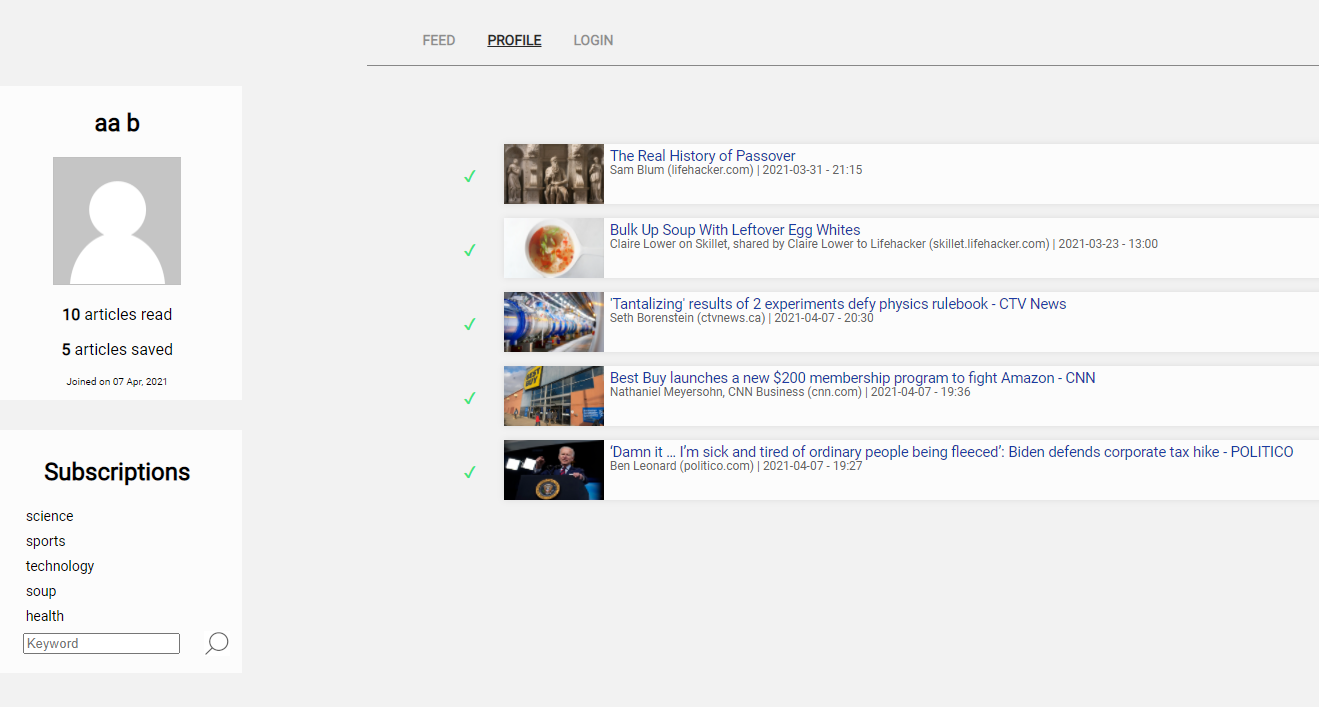 FEED PROFILE LOGIN
aa b
10 articles read
5 articles saved
Joined on 07 Apr, 2021
Subscriptions
science
sports
technology
soup
health
Keyword
The Real History of Passover
Sam Blum (lifehacker.com) | 2021-03-31 - 21:15
Bulk Up Soup With Leftover Egg Whites
Claire Lower on Skillet, shared by Claire Lower to Lifehacker (skillet.lifehacker.com) | 2021-03-23 - 13:00
'Tantalizing' results of 2 experiments defy physics rulebook - CTV News
Seth Borenstein (ctvnews.ca) | 2021-04-07 - 20:30
BEST BUY
Best Buy launches a new $200 membership program to fight Amazon - CNN
Nathaniel Meyersohn, CNN Business (cnn.com) | 2021-04-07 - 19:36
‘Damn it … I’m sick and tired of ordinary people being fleeced’: Biden defends corporate tax hike - POLITICO
Ben Leonard (politico.com) | 2021-04-07 - 19:27